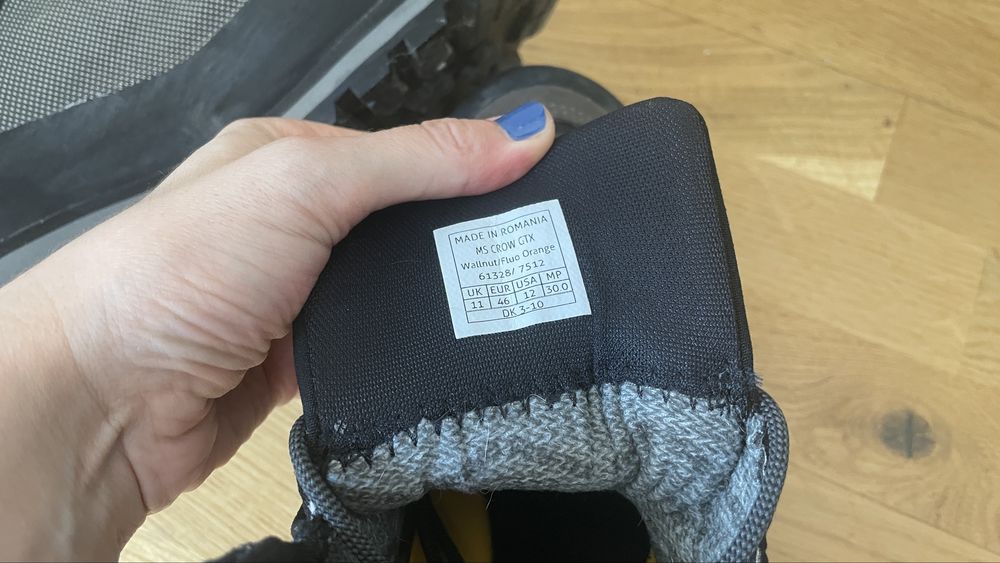 MADE IN ROMANIA
MS CROW GTX
Wallnut/Fluo Orange
61328/ 7512
UK EUR USA MP
11 46 12 30.0
DK 3-10